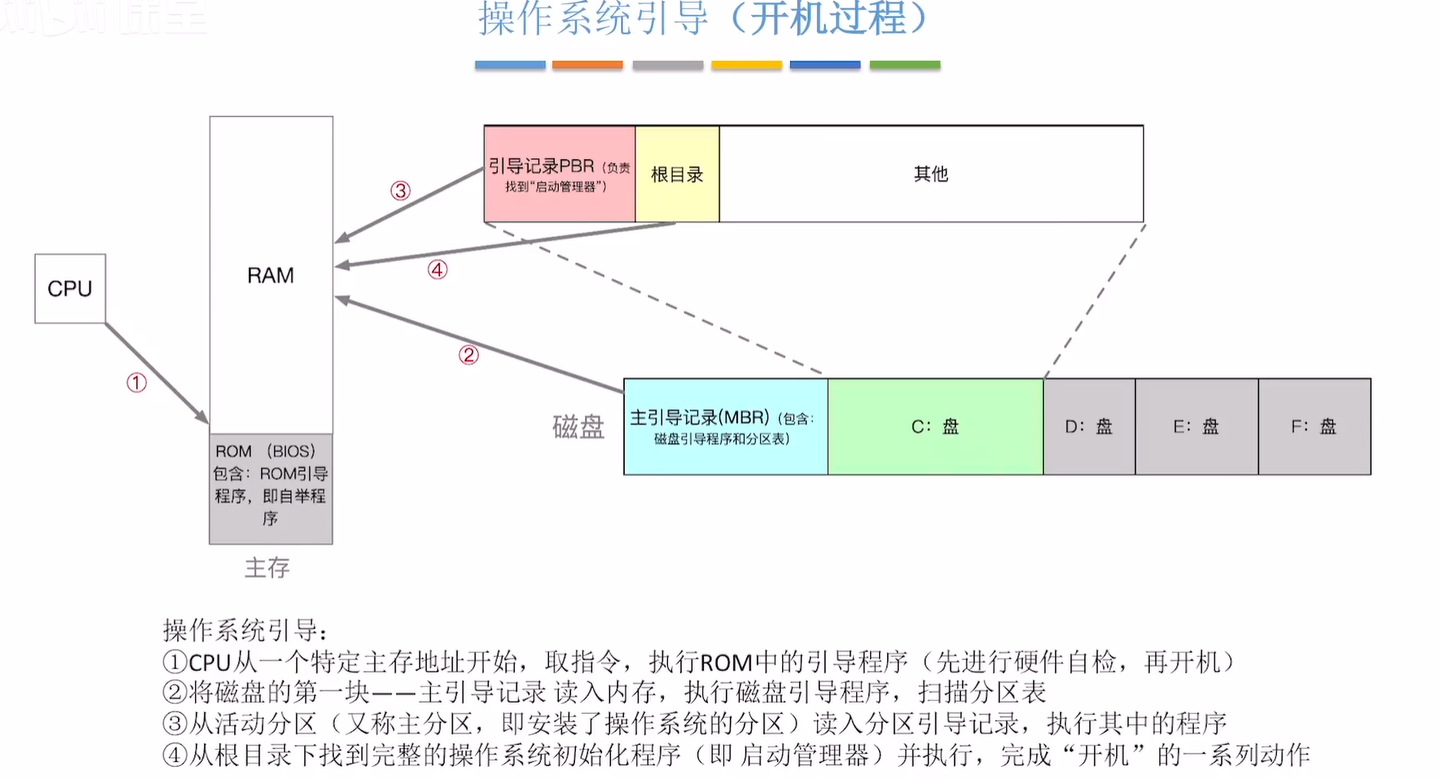 操作系统引导（开机过程）
引导记录PBR（负责
找到“启动管理器”）
根目录
其他
③
④
RAM
CPU
②
①
磁盘
主引导记录(MBR)（包含：
磁盘引导程序和分区表）
C：盘
D：盘
E：盘
F：盘
ROM （BIOS）
包含：ROM引导
程序，即自举程
序
主存
操作系统引导：
①CPU从一个特定主存地址开始，取指令，执行ROM中的引导程序（先进行硬件自检，再开机）
②将磁盘的第一块——主引导记录 读入内存，执行磁盘引导程序，扫描分区表
③从活动分区（又称主分区，即安装了操作系统的分区）读入分区引导记录，执行其中的程序
④从根目录下找到完整的操作系统初始化程序（即 启动管理器）并执行，完成“开机”的一系列动作